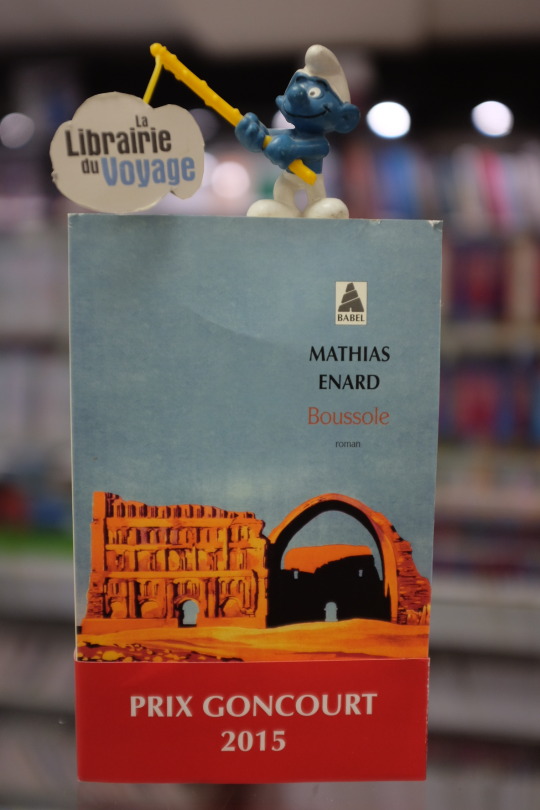 La
Librairie
du Voyage
BABEL
MATHIAS
ENARD
Boussole
roman
PRIX GONCOURT
2015